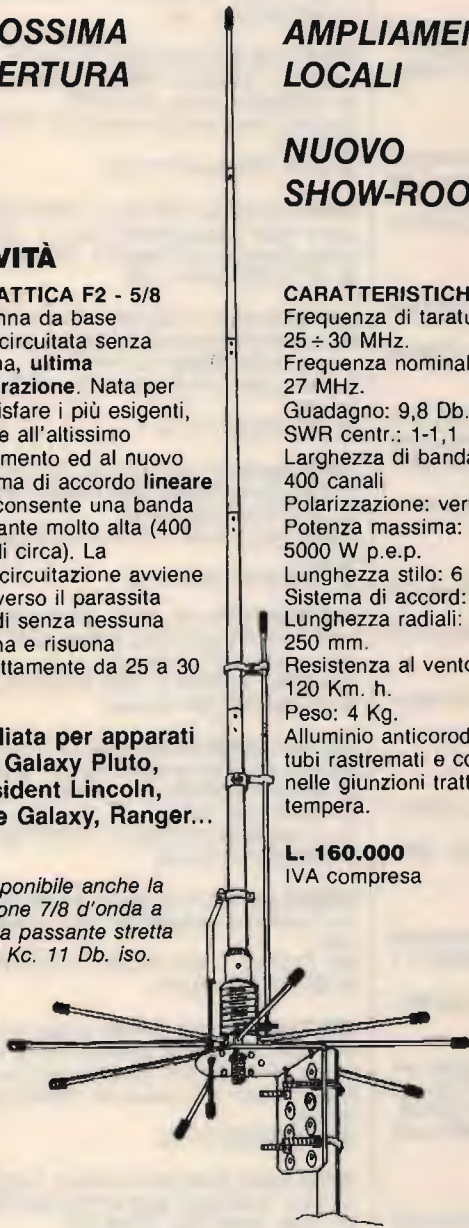 OSSIMA
ERTURA
VITÀ
ATTICA F2 - 5/8
nna da base
circuitata senza
na, ultima
razione. Nata per
isfare i più esigenti,
e all'altissimo
mento ed al nuovo
ma di accordo lineare
consente una banda
ante molto alta (400
li circa). La
circuitazione avviene
verso il parassita
di senza nessuna
na e risuona
ttamente da 25 a 30
liata per apparati
Galaxy Pluto,
sident Lincoln,
e Galaxy, Ranger...
ponibile anche la
one 7/8 d'onda a
a passante stretta
Kc. 11 Db. iso.
AMPLIAMEN
LOCALI
NUOVO
SHOW-ROO
CARATTERISTICH
Frequenza di taratu
25÷30 MHz.
Frequenza nominal
27 MHz.
Guadagno: 9,8 Db.
SWR centr.: 1-1,1
Larghezza di banda
400 canali
Polarizzazione: ver
Potenza massima:
5000 W p.e.p.
Lunghezza stilo: 6
Sistema di accord:
Lunghezza radiali:
250 mm.
Resistenza al vento
120 Km. h.
Peso: 4 Kg.
Alluminio anticorod
tubi rastremati e co
nelle giunzioni tratt
tempera.
L. 160.000
IVA compresa